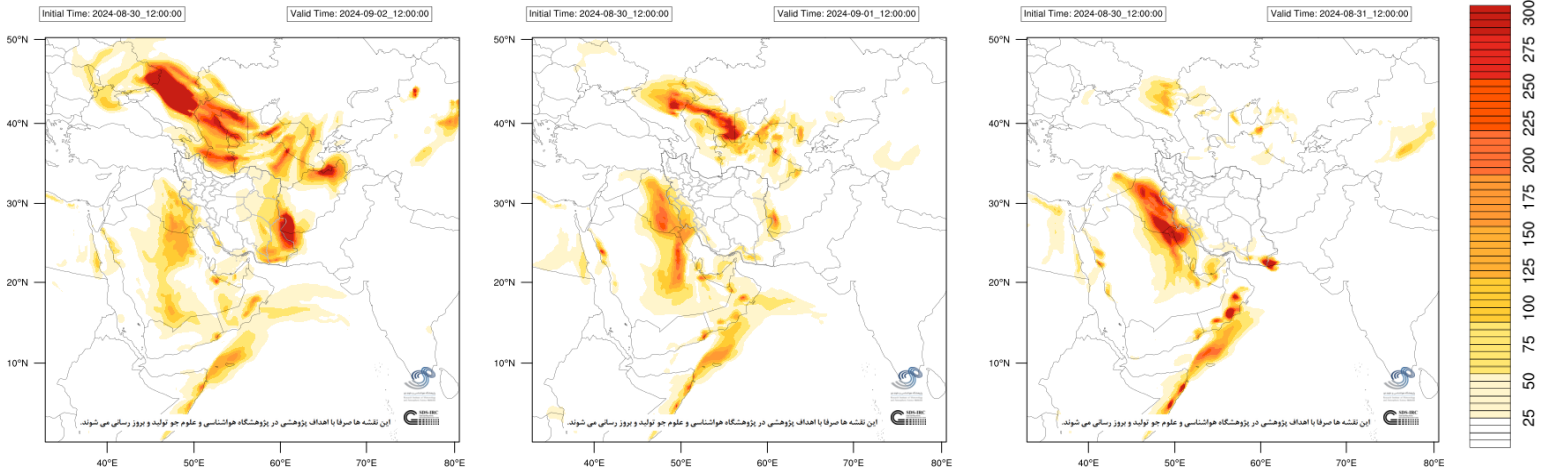 Initial Time: 2024-08-30_12:00:00 Valid Time: 2024-09-02_12:00:00
50°N
40°N
30°N
20°N
10°N
40°E 50°E 60°E 70°E 80°E
این نقشه ها صرفا با اهداف پژوهشی در پژوهشگاه هواشناسی و علوم جو تولید و بروز رسانی می شوند.
SDS-IRC
Initial Time: 2024-08-30_12:00:00 Valid Time: 2024-09-01_12:00:00
50°N
40°N
30°N
20°N
10°N
40°E 50°E 60°E 70°E 80°E
این نقشه ها صرفا با اهداف پژوهشی در پژوهشگاه هواشناسی و علوم جو تولید و بروز رسانی می شوند.
SDS-IRC
Initial Time: 2024-08-30_12:00:00 Valid Time: 2024-08-31_12:00:00
50°N
40°N
30°N
20°N
10°N
40°E 50°E 60°E 70°E 80°E
این نقشه ها صرفا با اهداف پژوهشی در پژوهشگاه هواشناسی و علوم جو تولید و بروز رسانی می شوند.
SDS-IRC
300
275
250
225
200
175
150
125
100
75
50
25